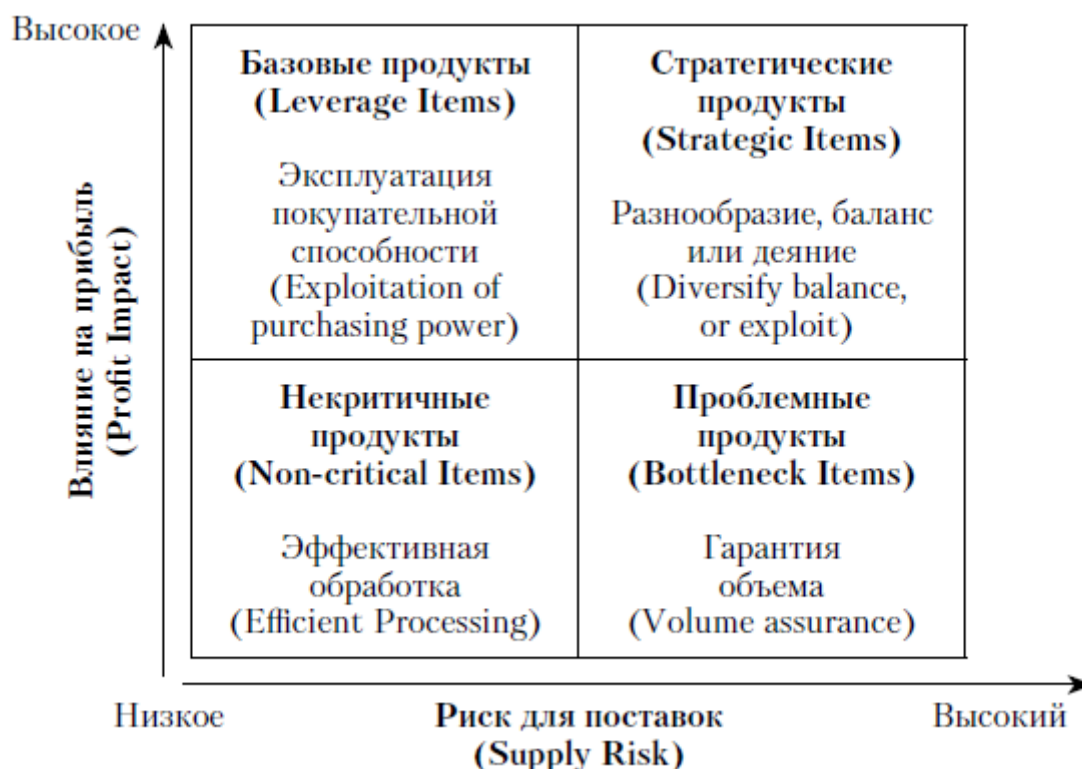 Высокое
Влияние на прибыль
(Profit Impact)
Базовые продукты
(Leverage Items)
Эксплуатация
покупательной
способности
(Exploitation of
purchasing power)
Стратегические
продукты
(Strategic Items)
Разнообразие, баланс
или деяние
(Diversify balance,
or exploit)
Некритичные
продукты
(Non-critical Items)
Эффективная
обработка
(Efficient Processing)
Проблемные
продукты
(Bottleneck Items)
Гарантия
объема
(Volume assurance)
Низкое
Риск для поставок
(Supply Risk)
Высокий